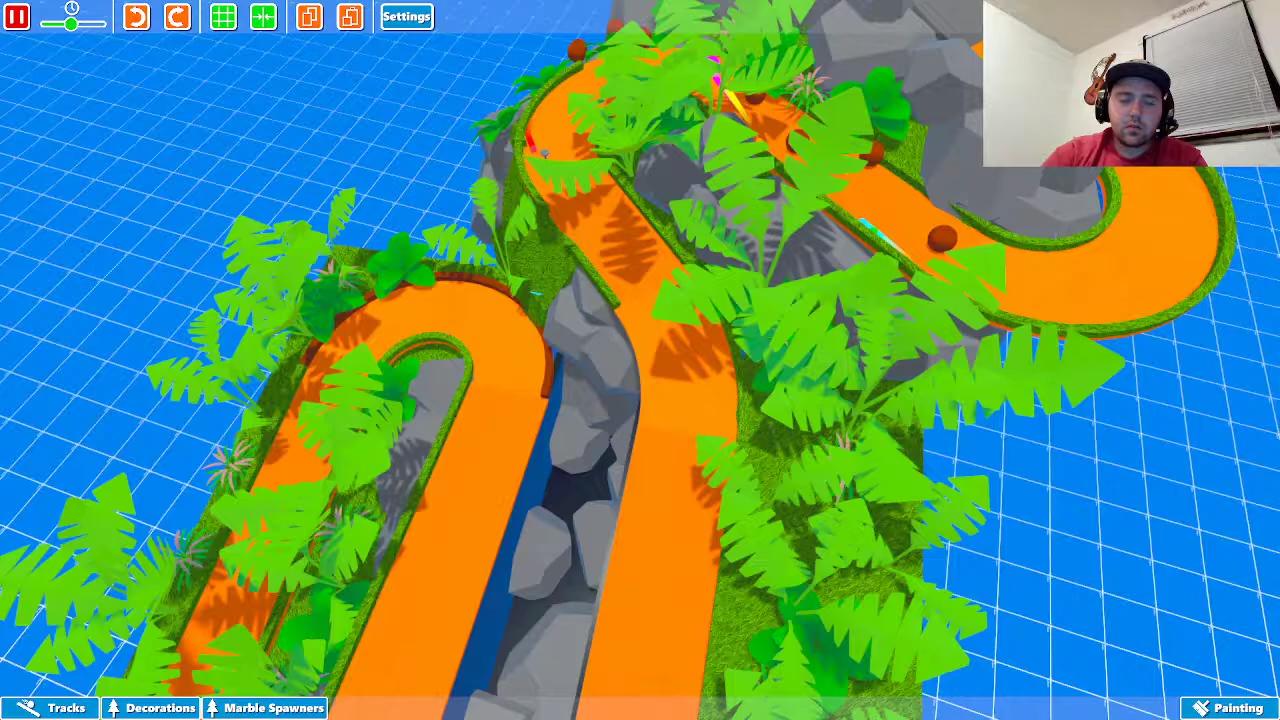 Settings
Tracks
Decorations
Marble Spawners
Painting